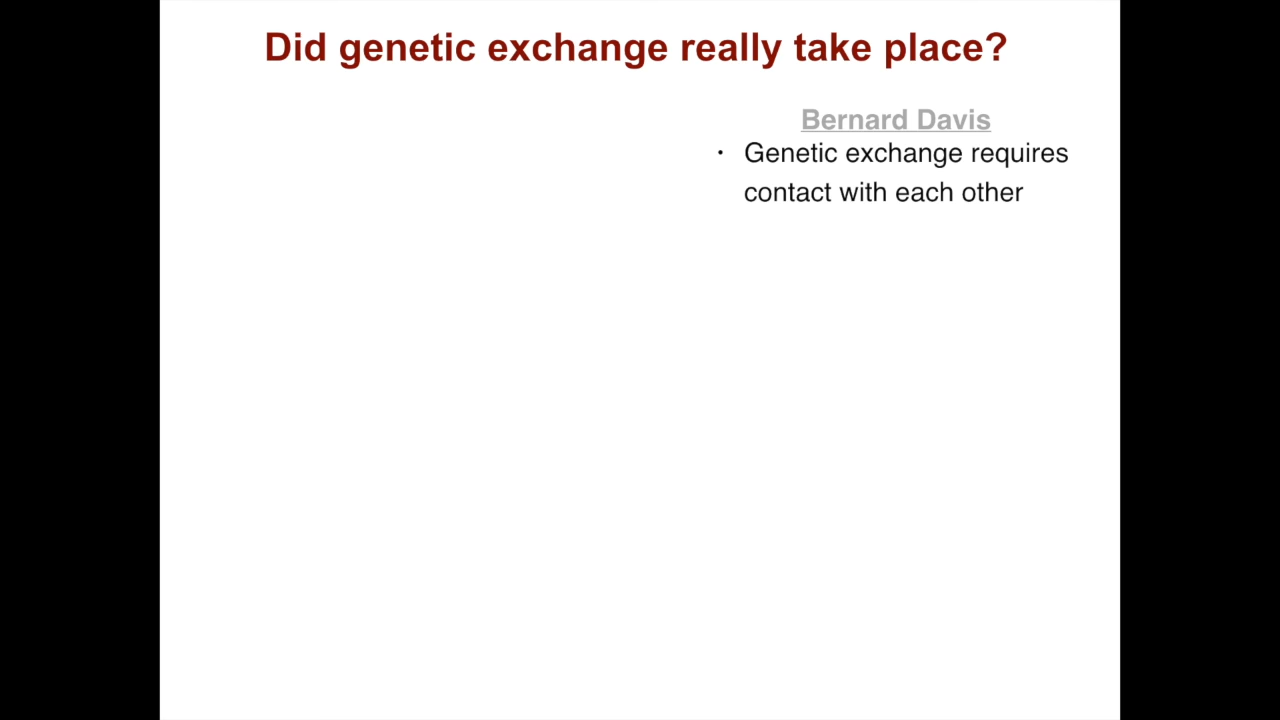 Did genetic exchange really take place?
Bernard Davis
· Genetic exchange requires
contact with each other